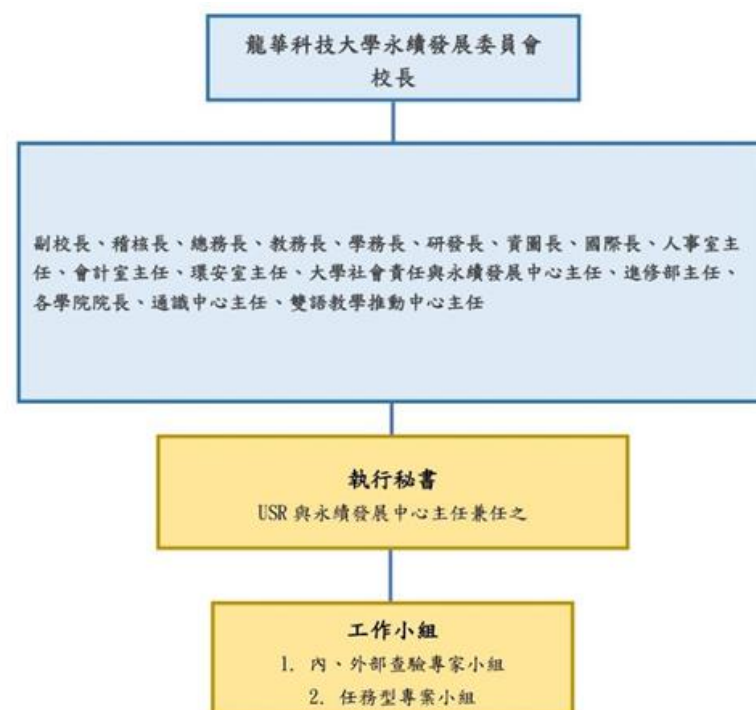 龍華科技大學永續發展委員會
校長
副校長、稽核長、總務長、教務長、學務長、研發長、資圖長、國際長、人事室主
任、會計室主任、環安室主任、大學社會責任與永續發展中心主任、進修部主任、
各學院院長、通識中心主任、雙語教學推動中心主任
執行秘書
USR 與永續發展中心主任兼任之
工作小組
1. 內、外部查驗專家小組
2. 任務型專案小組